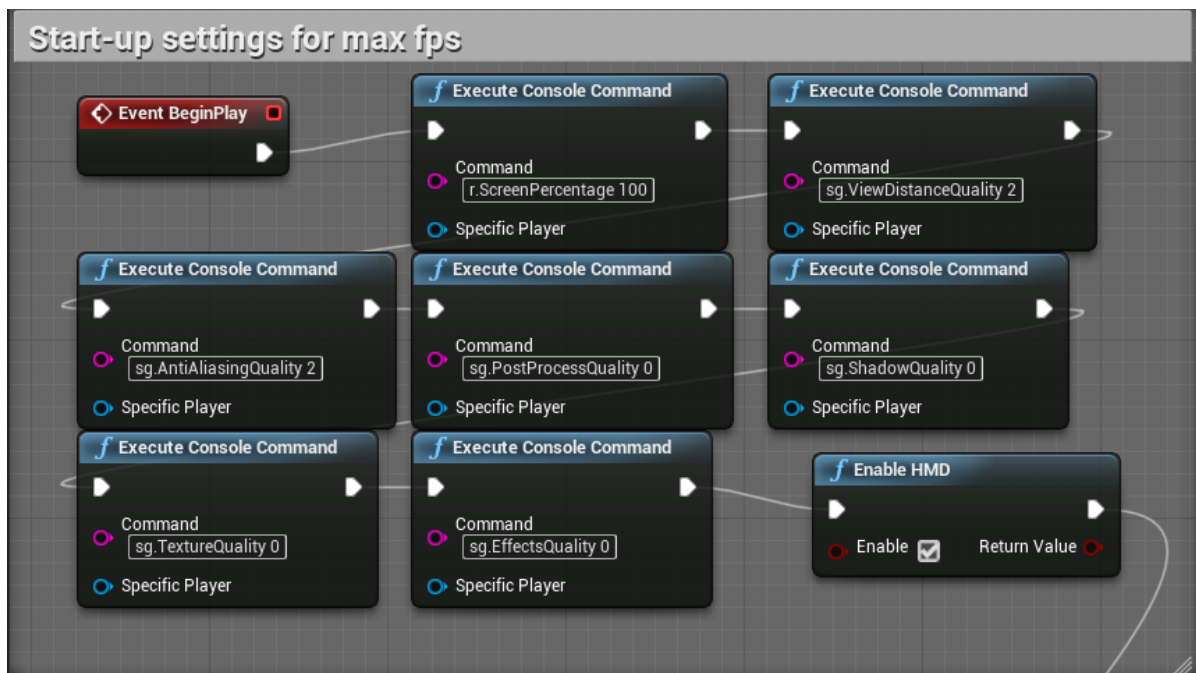 Start-up settings for max fps
Event BeginPlay
f Execute Console Command
Command
r.ScreenPercentage 100
Specific Player
f Execute Console Command
Command
sg.ViewDistanceQuality 2
Specific Player
f Execute Console Command
Command
sg.AntiAliasingQuality 2
Specific Player
f Execute Console Command
Command
sg.PostProcessQuality 0
Specific Player
f Execute Console Command
Command
sg.ShadowQuality 0
Specific Player
f Execute Console Command
Command
sg.TextureQuality 0
Specific Player
f Execute Console Command
Command
sg.EffectsQuality 0
Specific Player
f Enable HMD
Enable Return Value